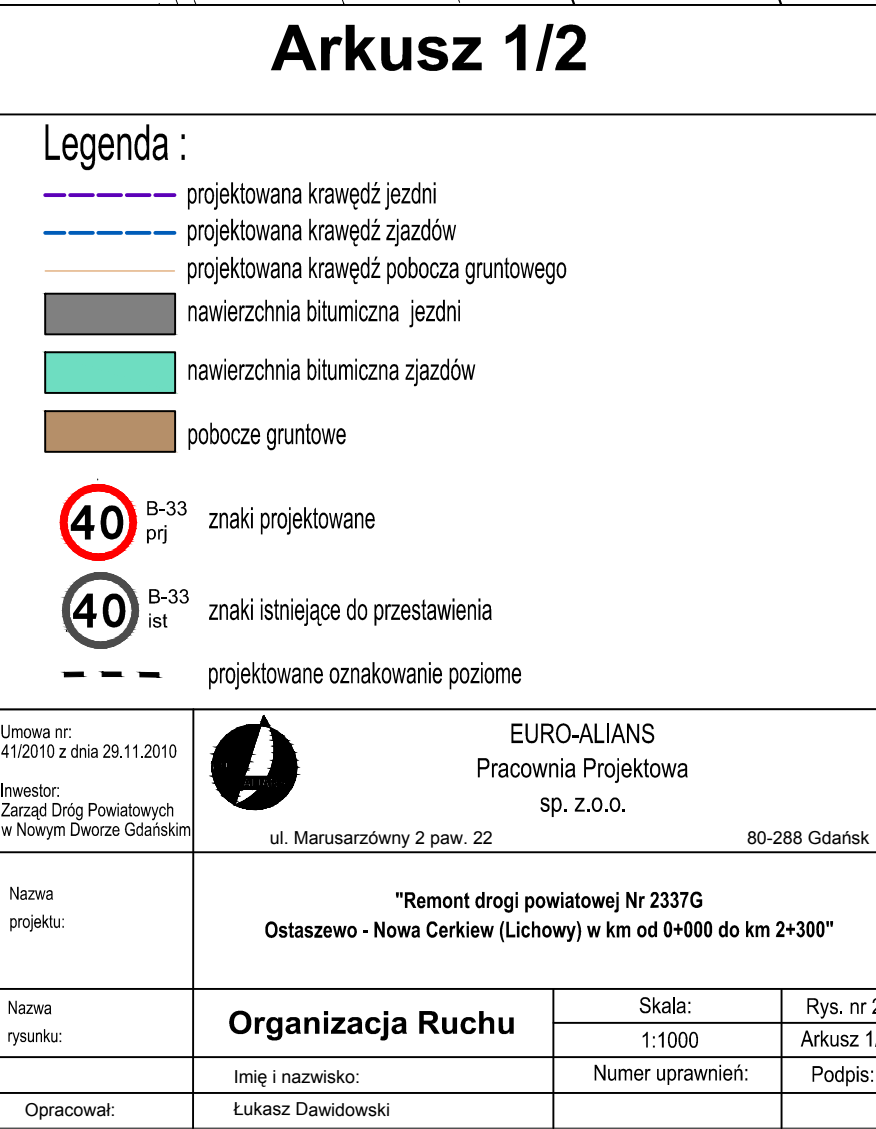 Arkusz 1/2
Legenda :
projektowana krawędź jezdni
projektowana krawędź zjazdów
projektowana krawędź pobocza gruntowego
nawierzchnia bitumiczna jezdni
nawierzchnia bitumiczna zjazdów
pobocze gruntowe
40 B-33 prj znaki projektowane
40 B-33 ist znaki istniejące do przestawienia
projektowane oznakowanie poziome
Umowa nr:
41/2010 z dnia 29.11.2010
Inwestor:
Zarząd Dróg Powiatowych
w Nowym Dworze Gdańskim
EURO-ALIANS
Pracownia Projektowa
sp. z.o.o.
ul. Marusarzówny 2 paw. 22 80-288 Gdańsk
Nazwa
projektu:
"Remont drogi powiatowej Nr 2337G
Ostaszewo - Nowa Cerkiew (Lichowy) w km od 0+000 do km 2+300"
Nazwa
rysunku:
Organizacja Ruchu
Skala:
1:1000
Rys. nr 2
Arkusz 1/
Imię i nazwisko: Numer uprawnień: Podpis:
Opracował: Łukasz Dawidowski